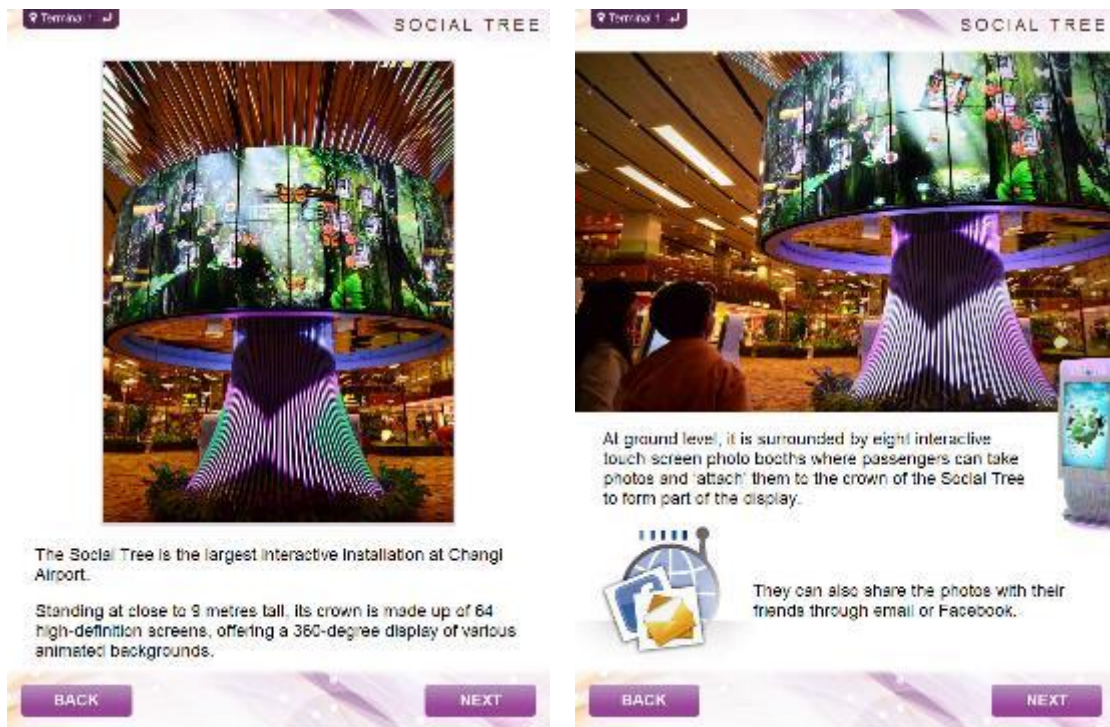 Terminal 1
SOCIAL TREE
The Social Tree is the largest interactive installation at Changi
Airport.
Standing at close to 9 metres tall, its crown is made up of 64
high-definition screens, offering a 360-degree display of various
animated backgrounds.
BACK
NEXT
Terminal 1
SOCIAL TREE
At ground level, it is surrounded by eight interactive
touch screen photo booths where passengers can take
photos and 'attach' them to the crown of the Social Tree
to form part of the display.
They can also share the photos with their
friends through email or Facebook.
BACK
NEXT